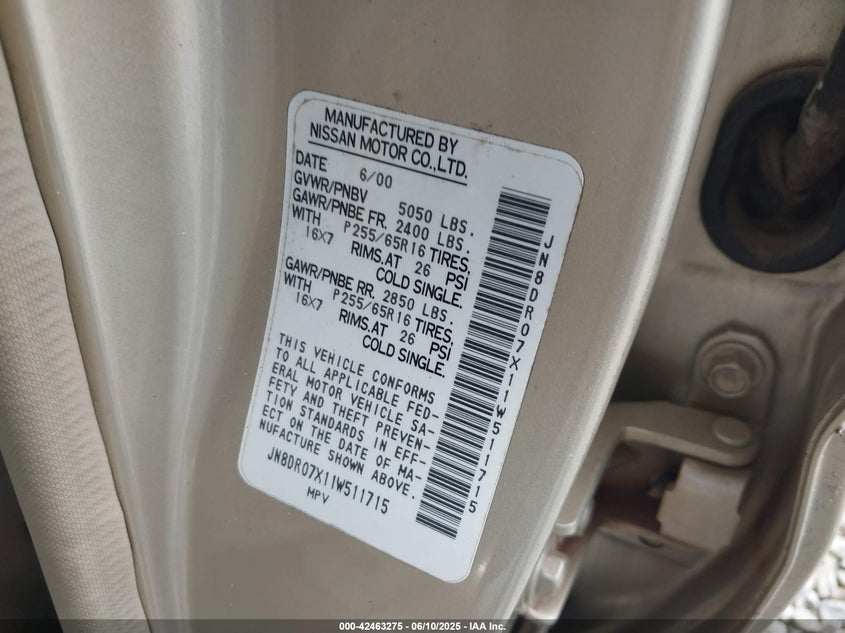 MANUFACTURED BY
NISSAN MOTOR CO.,LTD.
DATE 6/00
GVWR/PNBV 5050 LBS.
GAWR/PNBE FR. 2400 LBS.
WITH P255/65R16 TIRES,
16X7 RIMS.AT 26 PSI
COLD SINGLE.
GAWR/PNBE RR. 2850 LBS.
WITH P255/65R16 TIRES,
16X7 RIMS.AT 26 PSI
COLD SINGLE.
THIS VEHICLE CONFORMS
TO ALL APPLICABLE FED-
ERAL MOTOR VEHICLE SA-
FETY AND THEFT PREVEN-
TION STANDARDS IN EFF-
ECT ON THE DATE OF MA-
NUFACTURE SHOWN ABOVE.
JN8DR07X11W511715
MPV
JN8DR07X11W511715
000-42463275 - 06/10/2025 - IAA Inc.